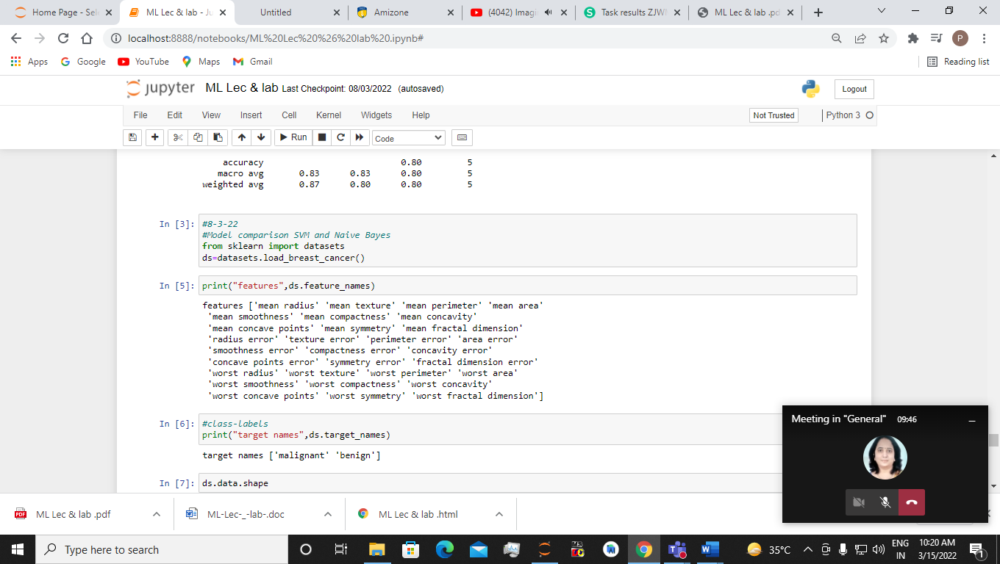 Home Page - Sel
ML Lec & lab - Ju
Untitled
Amizone
(4042) Imagi
Task results ZJW
ML Lec & lab .pd
localhost:8888/notebooks/ML%20Lec%20%26%20lab%20.ipynb#
P
Apps
Google
YouTube
Maps
Gmail
Reading list
jupyter
ML Lec & lab Last Checkpoint: 08/03/2022 (autosaved)
Logout
File Edit View Insert Cell Kernel Widgets Help
Not Trusted
Python 3
Run
Code
accuracy 0.80 5
macro avg 0.83 0.83 0.80 5
weighted avg 0.87 0.80 0.80 5
In [3]: #8-3-22
#Model comparison SVM and Naive Bayes
from sklearn import datasets
ds=datasets.load_breast_cancer()
In [5]: print("features",ds.feature_names)
features ['mean radius' 'mean texture' 'mean perimeter' 'mean area'
'mean smoothness' 'mean compactness' 'mean concavity'
'mean concave points' 'mean symmetry' 'mean fractal dimension'
'radius error' 'texture error' 'perimeter error' 'area error'
'smoothness error' 'compactness error' 'concavity error'
'concave points error' 'symmetry error' 'fractal dimension error'
'worst radius' 'worst texture' 'worst perimeter' 'worst area'
'worst smoothness' 'worst compactness' 'worst concavity'
'worst concave points' 'worst symmetry' 'worst fractal dimension']
In [6]: #class-labels
print("target names",ds.target_names)
target names ['malignant' 'benign']
In [7]: ds.data.shape
Meeting in "General" 09:46
PDF
ML Lec & lab .pdf
ML-Lec-_-lab-.doc
ML Lec & lab .html
Type here to search
35°C
ENG
IN
10:20 AM
3/15/2022
1